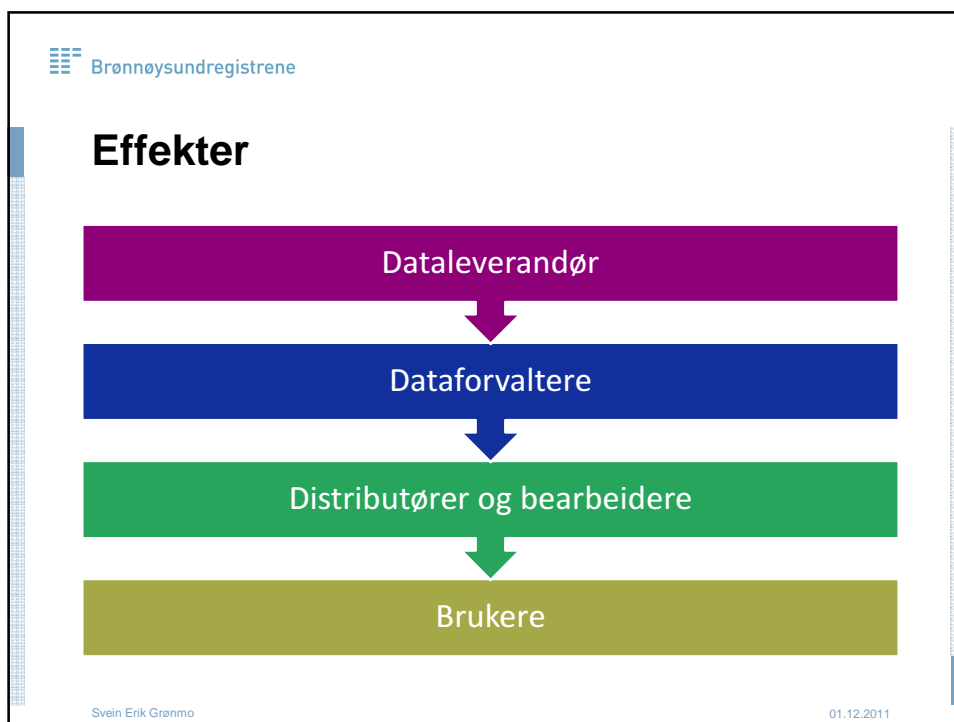 Brønnøysundregistrene
Effekter
Dataleverandør
Dataforvaltere
Distributører og bearbeidere
Brukere
Svein Erik Grønmo
01.12.2011